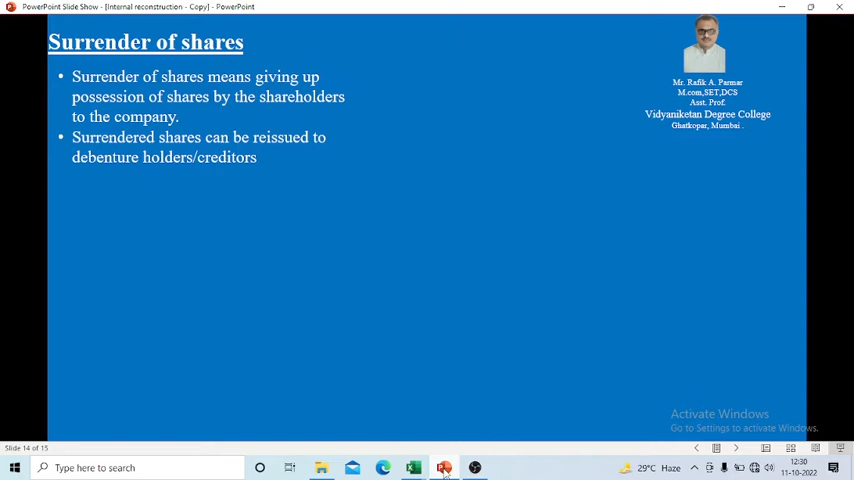 PowerPoint Slide Show - [Internal reconstruction - Copy] - PowerPoint
Surrender of shares
• Surrender of shares means giving up
possession of shares by the shareholders
to the company.
• Surrendered shares can be reissued to
debenture holders/creditors
Mr. Rafik A. Parmar
M.com,SET,DCS
Asst. Prof.
Vidyaniketan Degree College
Ghatkopar, Mumbai .
Activate Windows
Go to Settings to activate Windows.
Slide 14 of 15
Type here to search
29°C Haze
12:30
11-10-2022